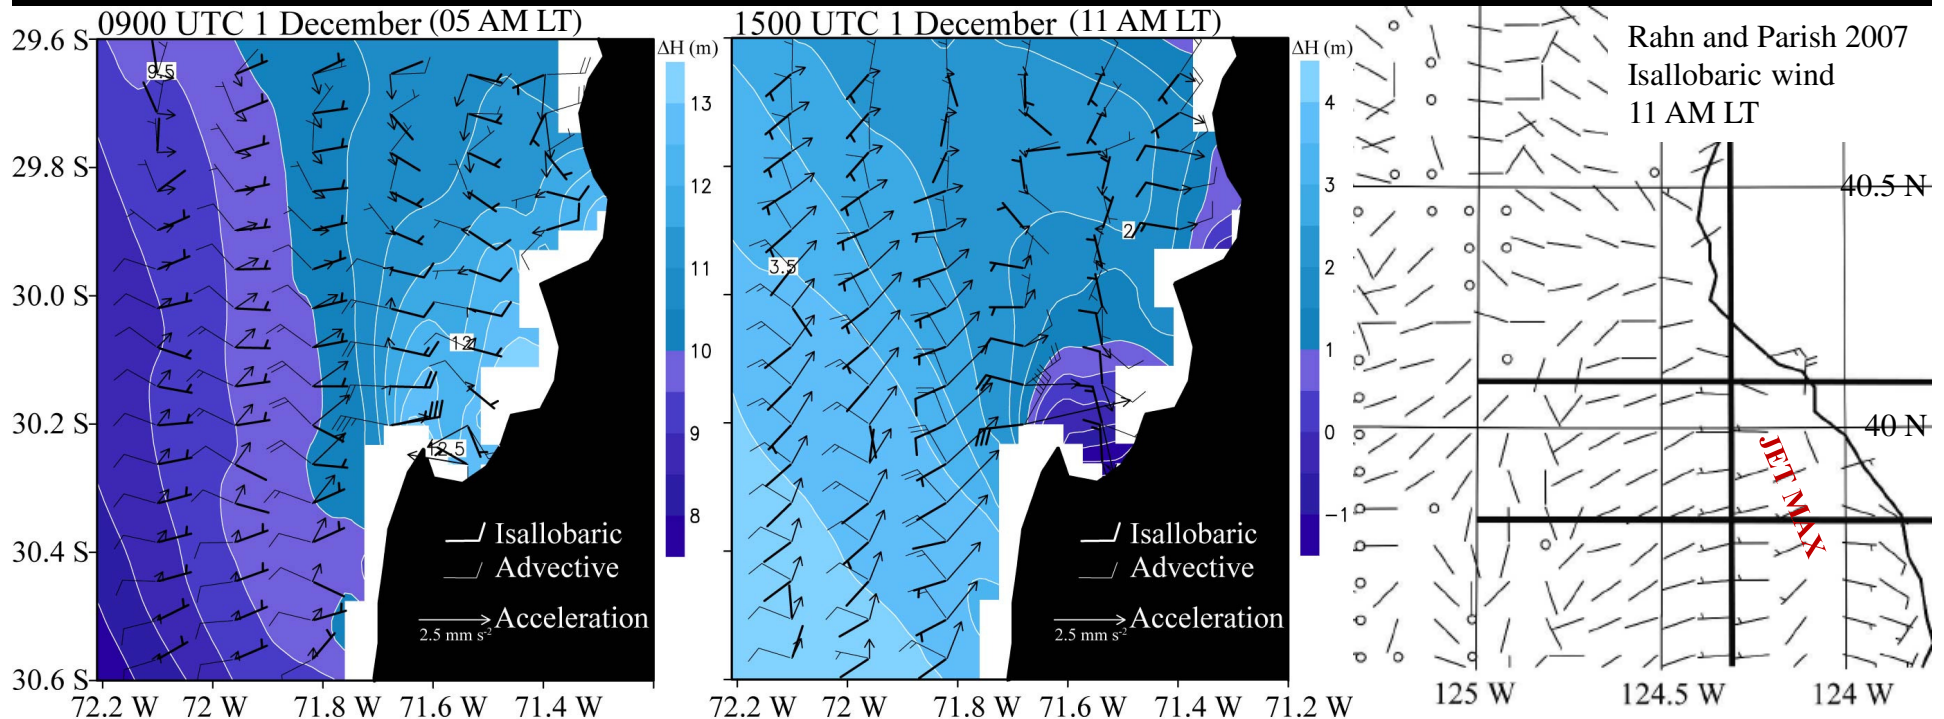 0900 UTC 1 December (05 AM LT)
29.6 S
29.8 S
30.0 S
30.2 S
30.4 S
30.6 S
72.2 W 72 W 71.8 W 71.6 W 71.4 W
9.5
12
12.5
Isallobaric
Advective
Acceleration
2.5 mm s-2
ΔH (m)
13
12
11
10
9
8
1500 UTC 1 December (11 AM LT)
3.5
2
Isallobaric
Advective
Acceleration
2.5 mm s-2
72.2 W 72 W 71.8 W 71.6 W 71.4 W 71.2 W
ΔH (m)
4
3
2
1
0
−1
Rahn and Parish 2007
Isallobaric wind
11 AM LT
40.5 N
40 N
JET MAX
125 W 124.5 W 124 W